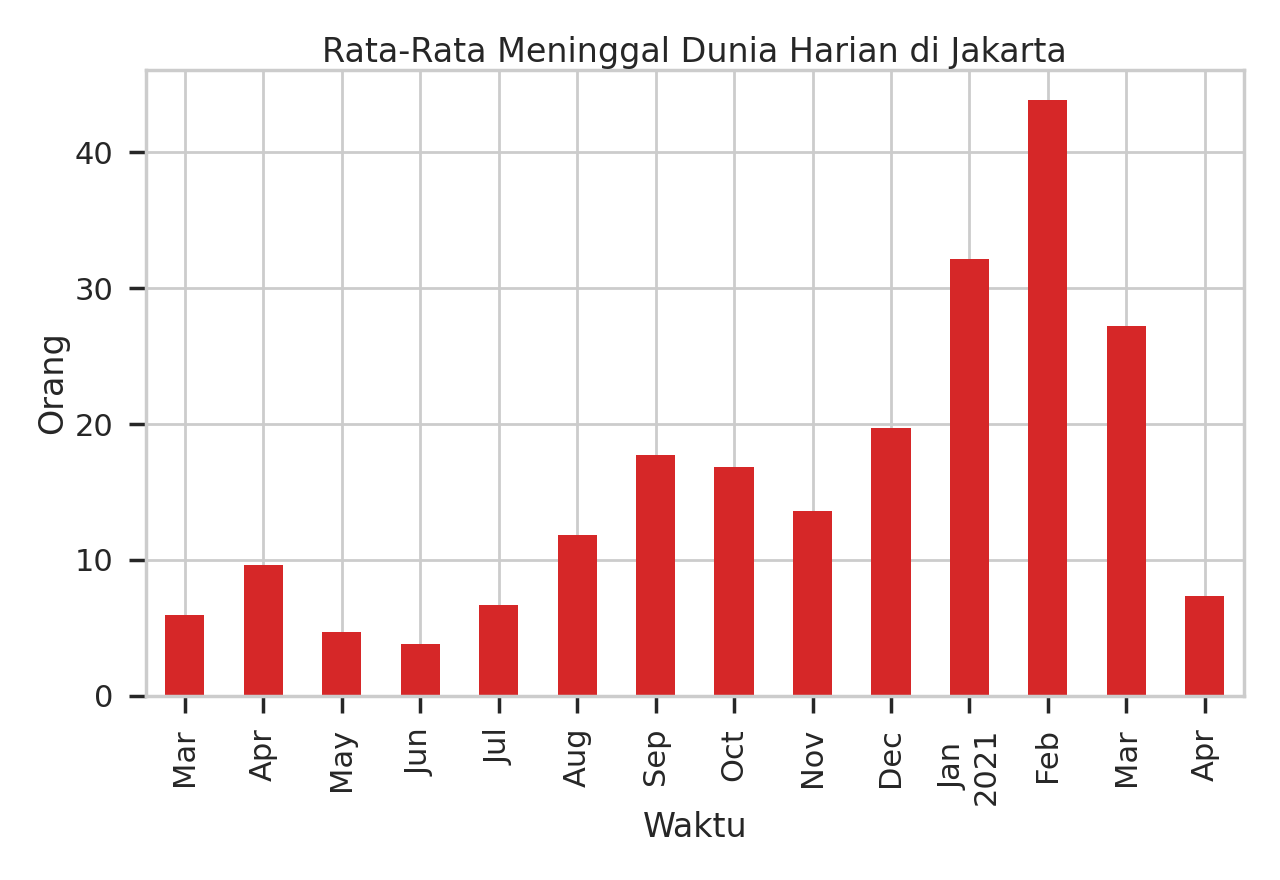 Rata-Rata Meninggal Dunia Harian di Jakarta
Orang
40
30
20
10
0
Mar
Apr
May
Jun
Jul
Aug
Sep
Oct
Nov
Dec
Jan
2021
Feb
Mar
Apr
Waktu